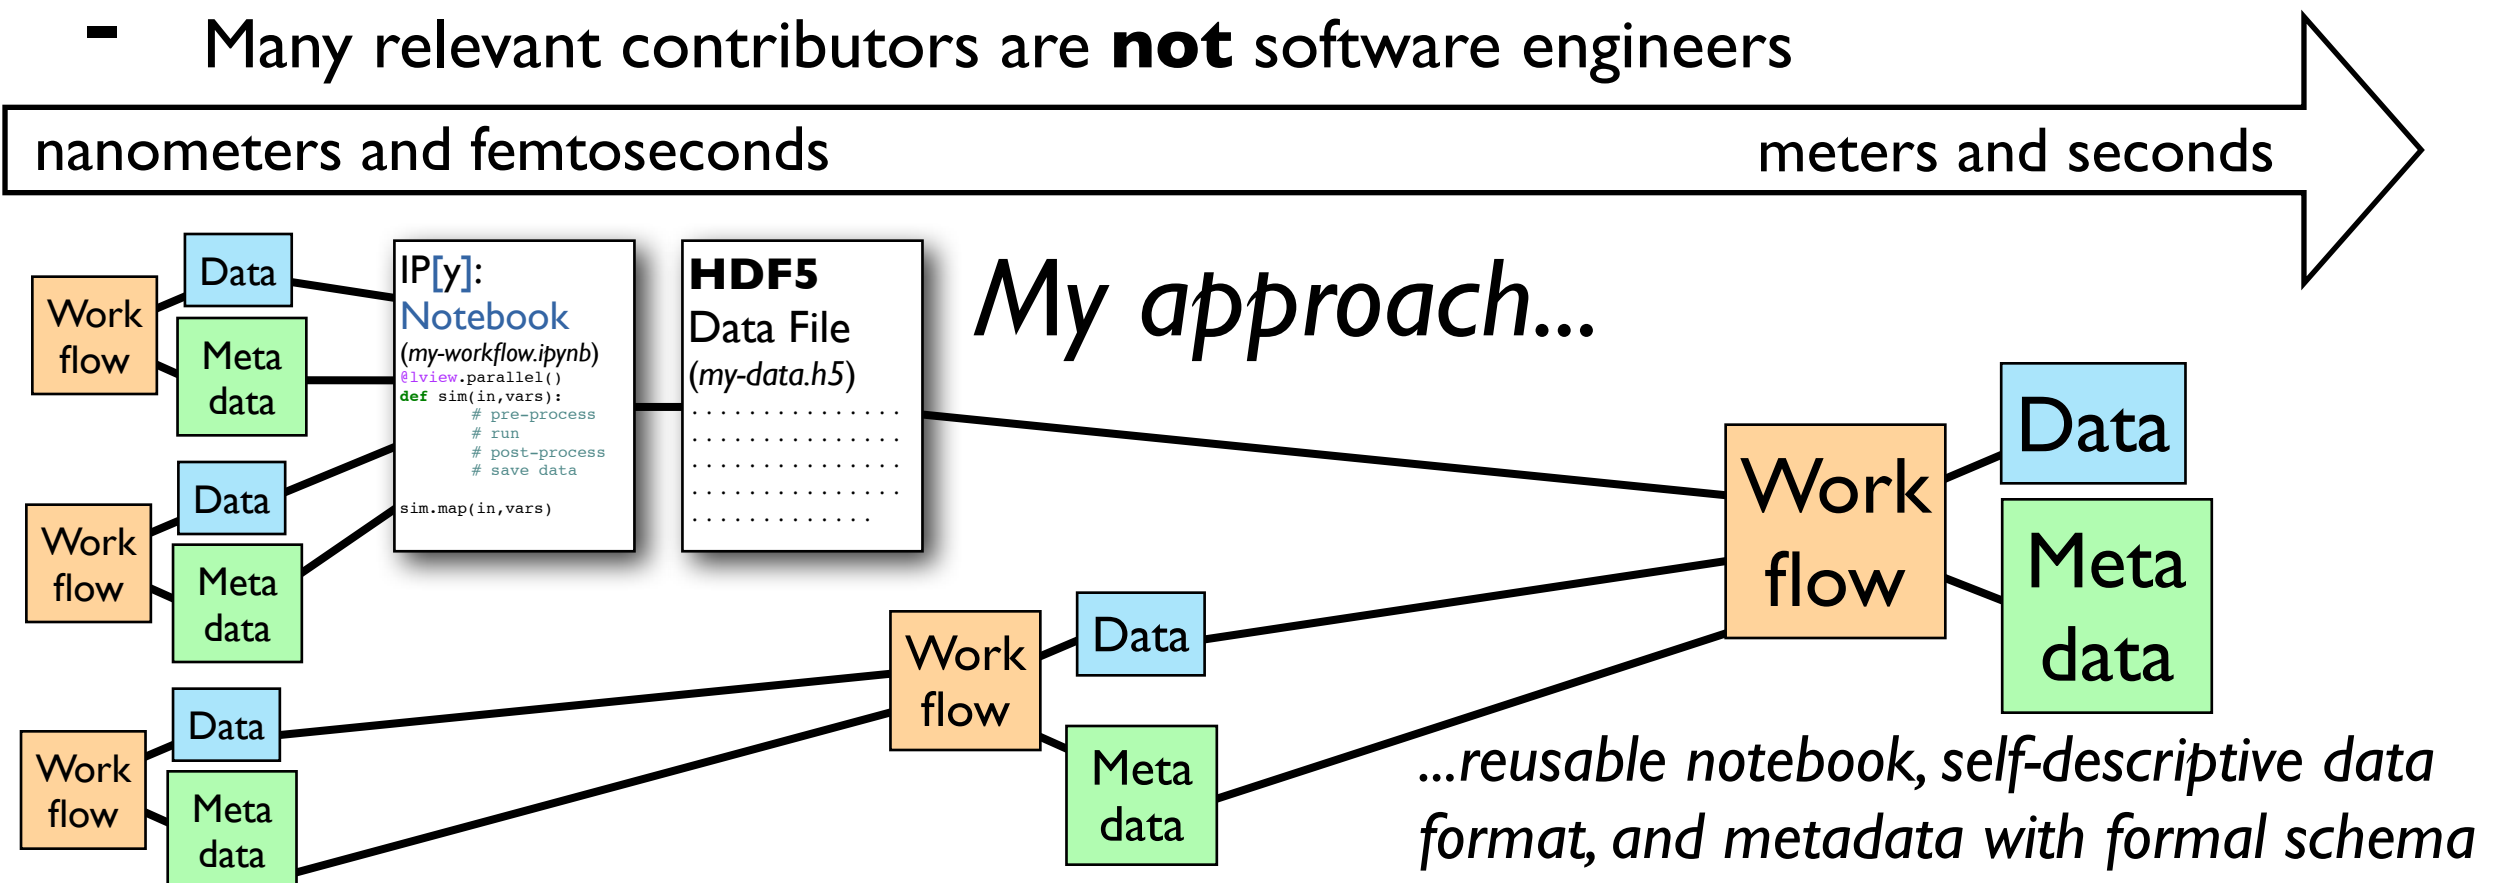 - Many relevant contributors are not software engineers
nanometers and femtoseconds
meters and seconds
Work
flow
Data
Meta
data
Work
flow
Data
Meta
data
Work
flow
Data
Meta
data
IP[y]:
Notebook
(my-workflow.ipynb)
@lview.parallel()
def sim(in,vars):
# pre-process
# run
# post-process
# save data
sim.map(in,vars)
HDF5
Data File
(my-data.h5)
. . . . . . . . . . . . . . .
. . . . . . . . . . . . . . .
. . . . . . . . . . . . . . .
. . . . . . . . . . . . . . .
. . . . . . . . . . . . .
My approach...
Work
flow
Data
Meta
data
Work
flow
Data
Meta
data
...reusable notebook, self-descriptive data
format, and metadata with formal schema